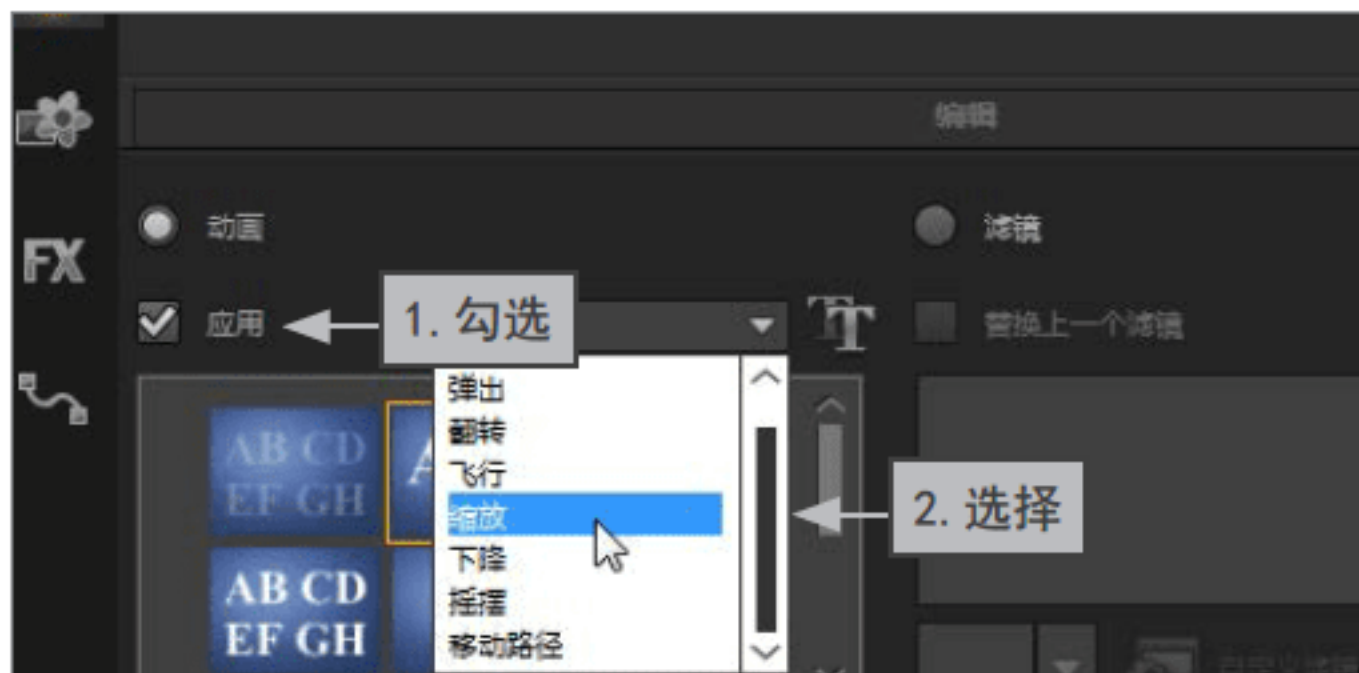 编辑
动画
滤镜
FX
应用
1.勾选
替换上一个滤镜
弹出
翻转
飞行
缩放
2.选择
下降
摇摆
移动路径
AB CD
EF GH
AB CD
EF GH